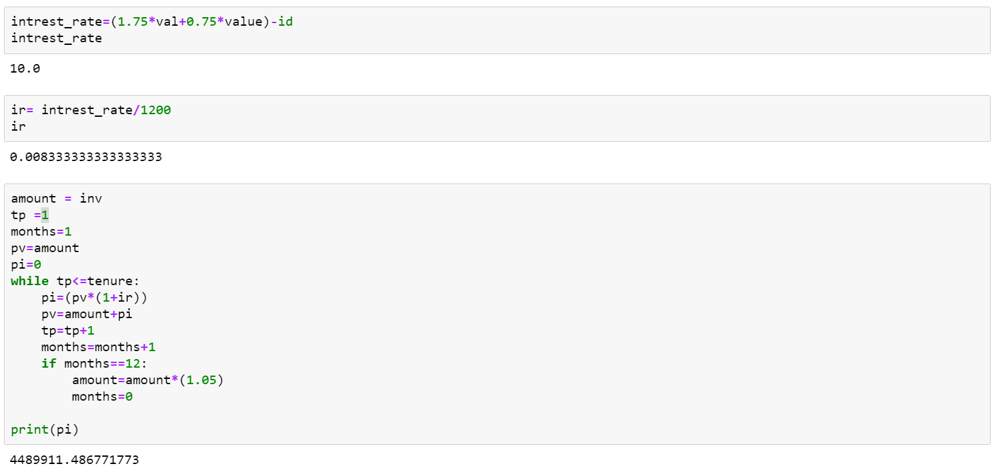 intrest_rate=(1.75*val+0.75*value)-id
intrest_rate
10.0
ir= intrest_rate/1200
ir
0.008333333333333333
amount = inv
tp =1
months=1
pv=amount
pi=0
while tp<=tenure:
    pi=(pv*(1+ir))
    pv=amount+pi
    tp=tp+1
    months=months+1
    if months==12:
        amount=amount*(1.05)
        months=0
print(pi)
4489911.486771773